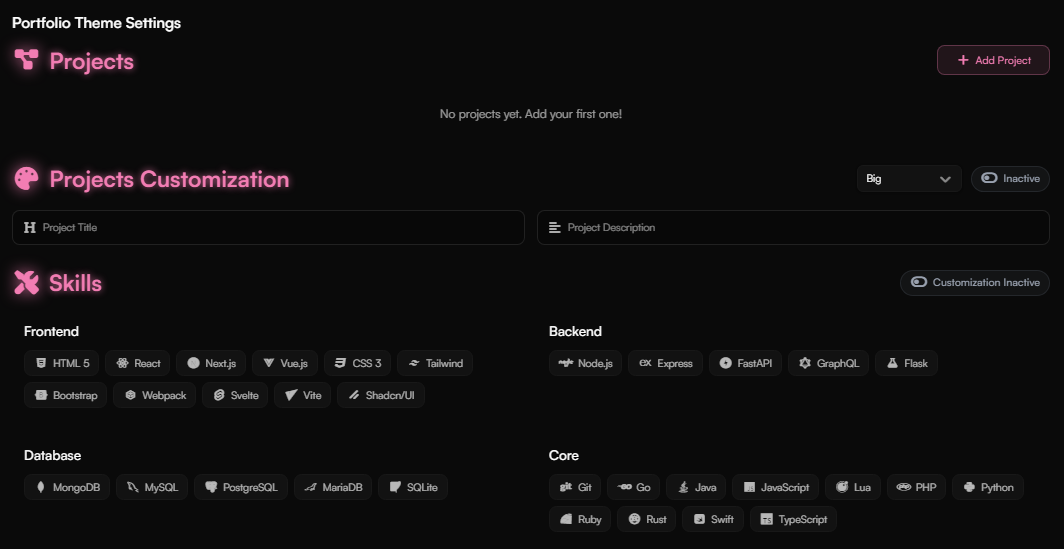 Portfolio Theme Settings
Projects
Add Project
No projects yet. Add your first one!
Projects Customization
Big
Inactive
Project Title
Project Description
Skills
Customization Inactive
Frontend
HTML 5 React Next.js Vue.js CSS 3 Tailwind
Bootstrap Webpack Svelte Vite Shadcn/UI
Backend
Node.js Express FastAPI GraphQL Flask
Database
MongoDB MySQL PostgreSQL MariaDB SQLite
Core
Git Go Java JavaScript Lua PHP Python
Ruby Rust Swift TypeScript